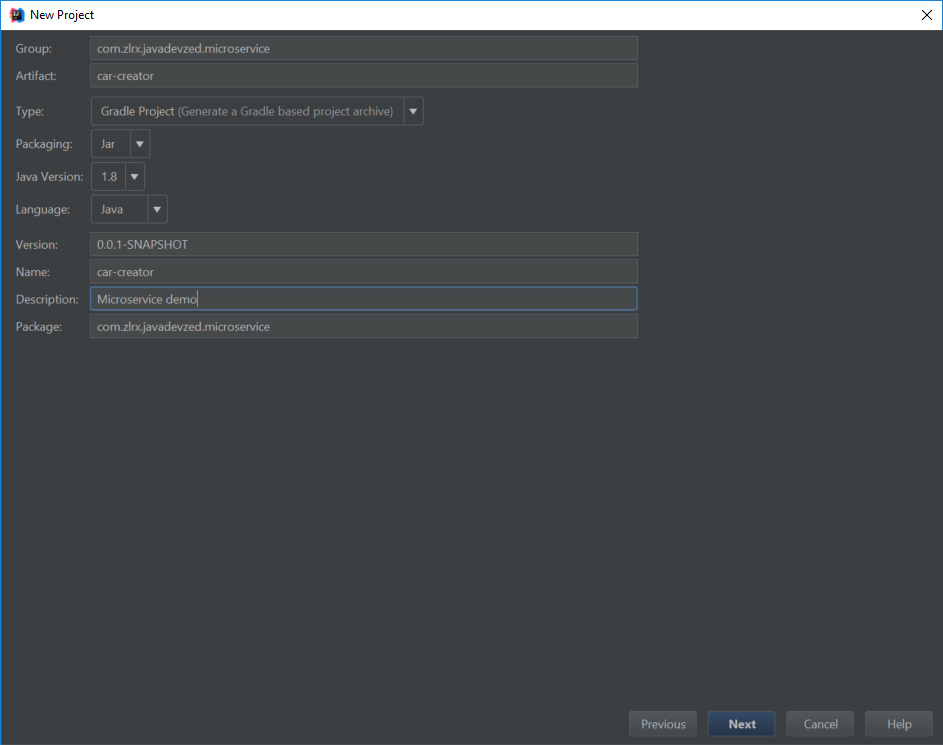 New Project
Group: com.zlrx.javadevzed.microservice
Artifact: car-creator
Type: Gradle Project (Generate a Gradle based project archive)
Packaging: Jar
Java Version: 1.8
Language: Java
Version: 0.0.1-SNAPSHOT
Name: car-creator
Description: Microservice demo
Package: com.zlrx.javadevzed.microservice
Previous Next Cancel Help